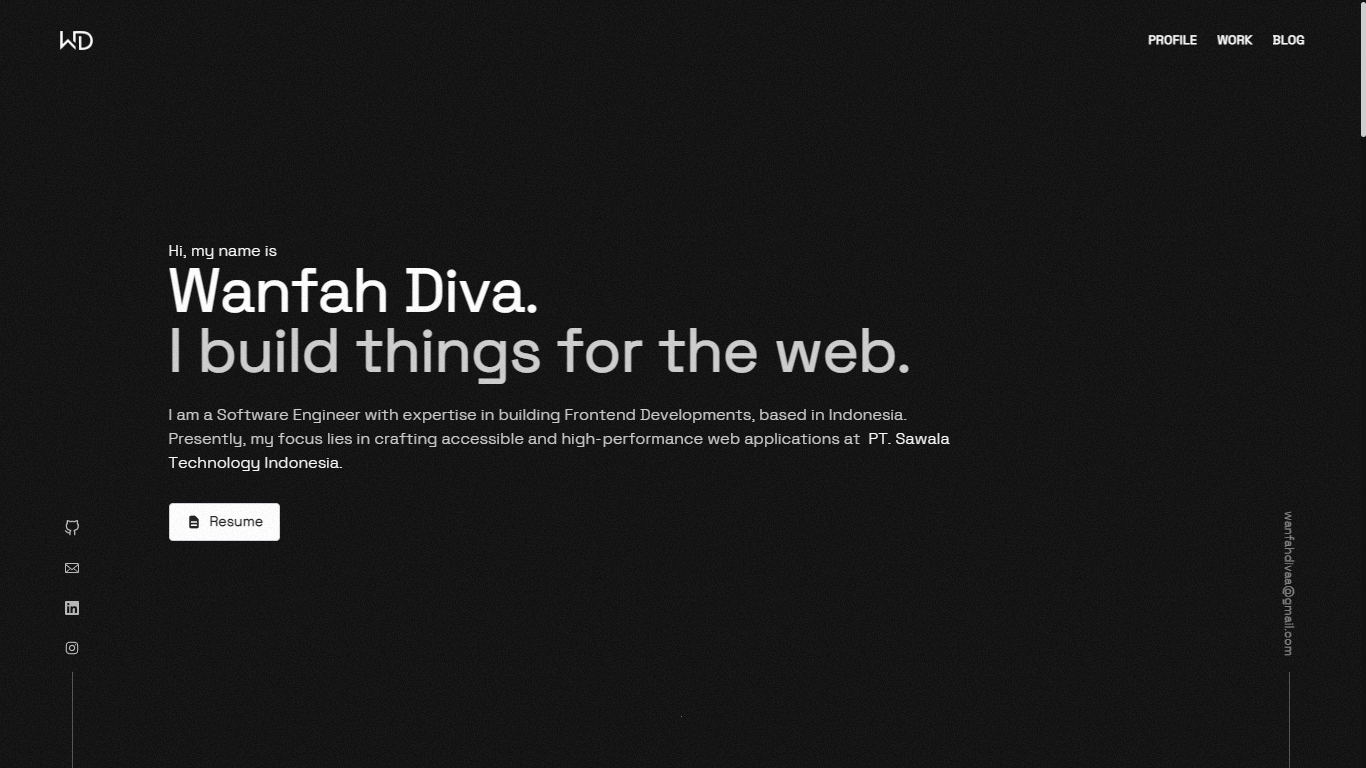 WD
PROFILE WORK BLOG
Hi, my name is
Wanfah Diva.
I build things for the web.
I am a Software Engineer with expertise in building Frontend Developments, based in Indonesia.
Presently, my focus lies in crafting accessible and high-performance web applications at PT. Sawala
Technology Indonesia.
Resume
in
wanfahdivaa@gmail.com